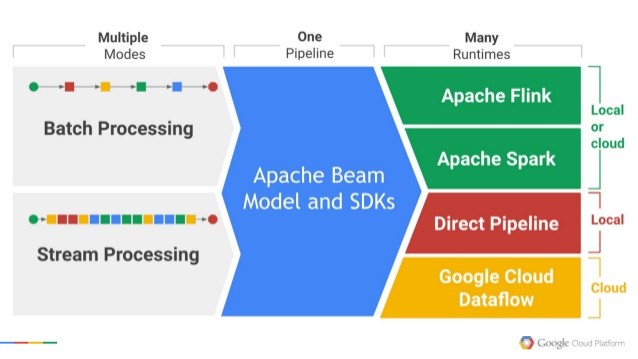 Multiple
Modes
One
Pipeline
Many
Runtimes
Batch Processing
Stream Processing
Apache Beam
Model and SDKs
Apache Flink
Apache Spark
Direct Pipeline
Google Cloud
Dataflow
Local
or
cloud
Local
Cloud
Google Cloud Platform